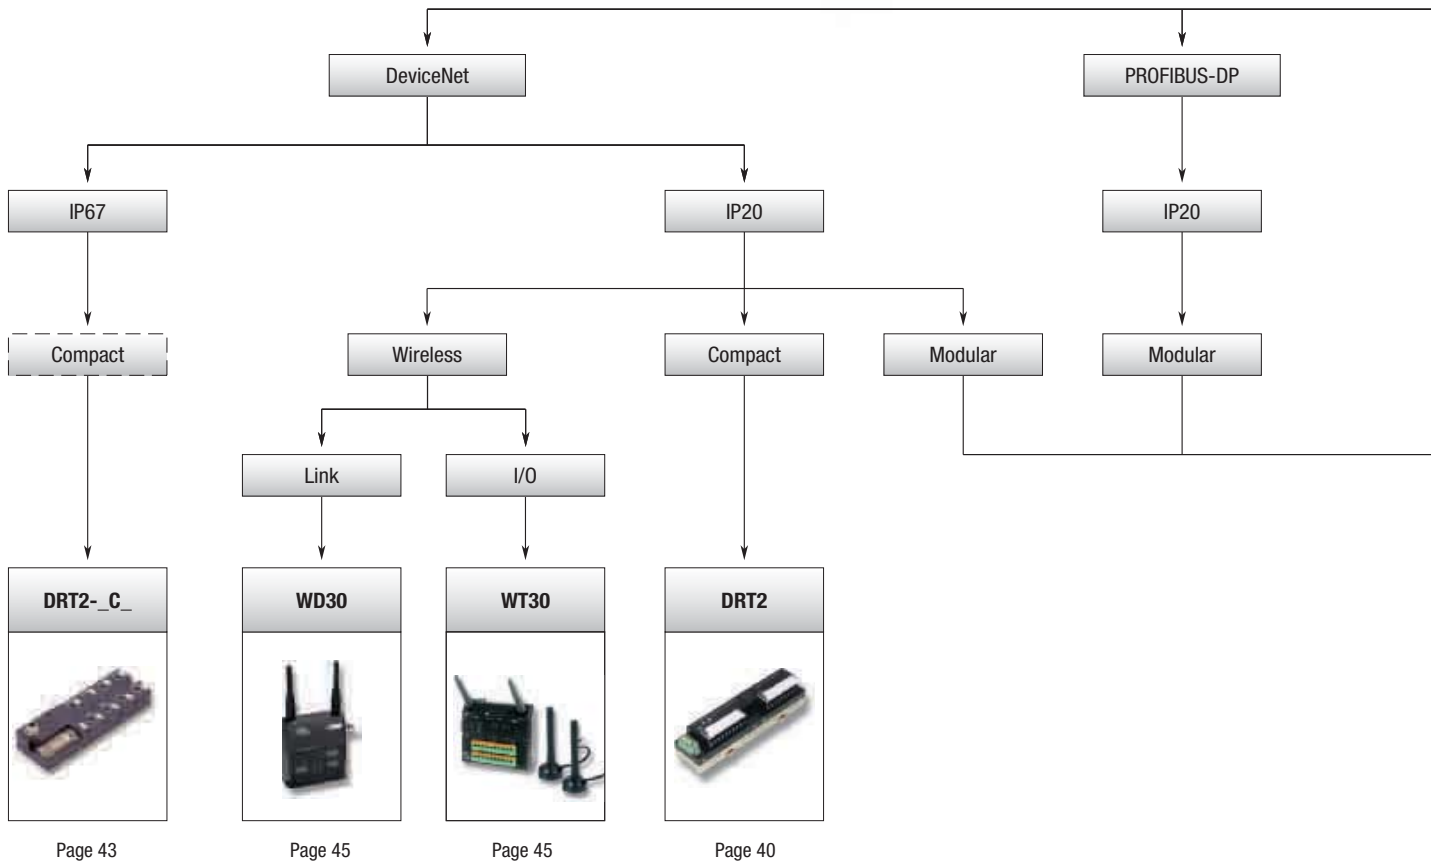 DeviceNet
PROFIBUS-DP
IP67
IP20
IP20
Compact
Wireless
Compact
Modular
Modular
Link
I/O
DRT2-_C_
WD30
WT30
DRT2
Page 43
Page 45
Page 45
Page 40